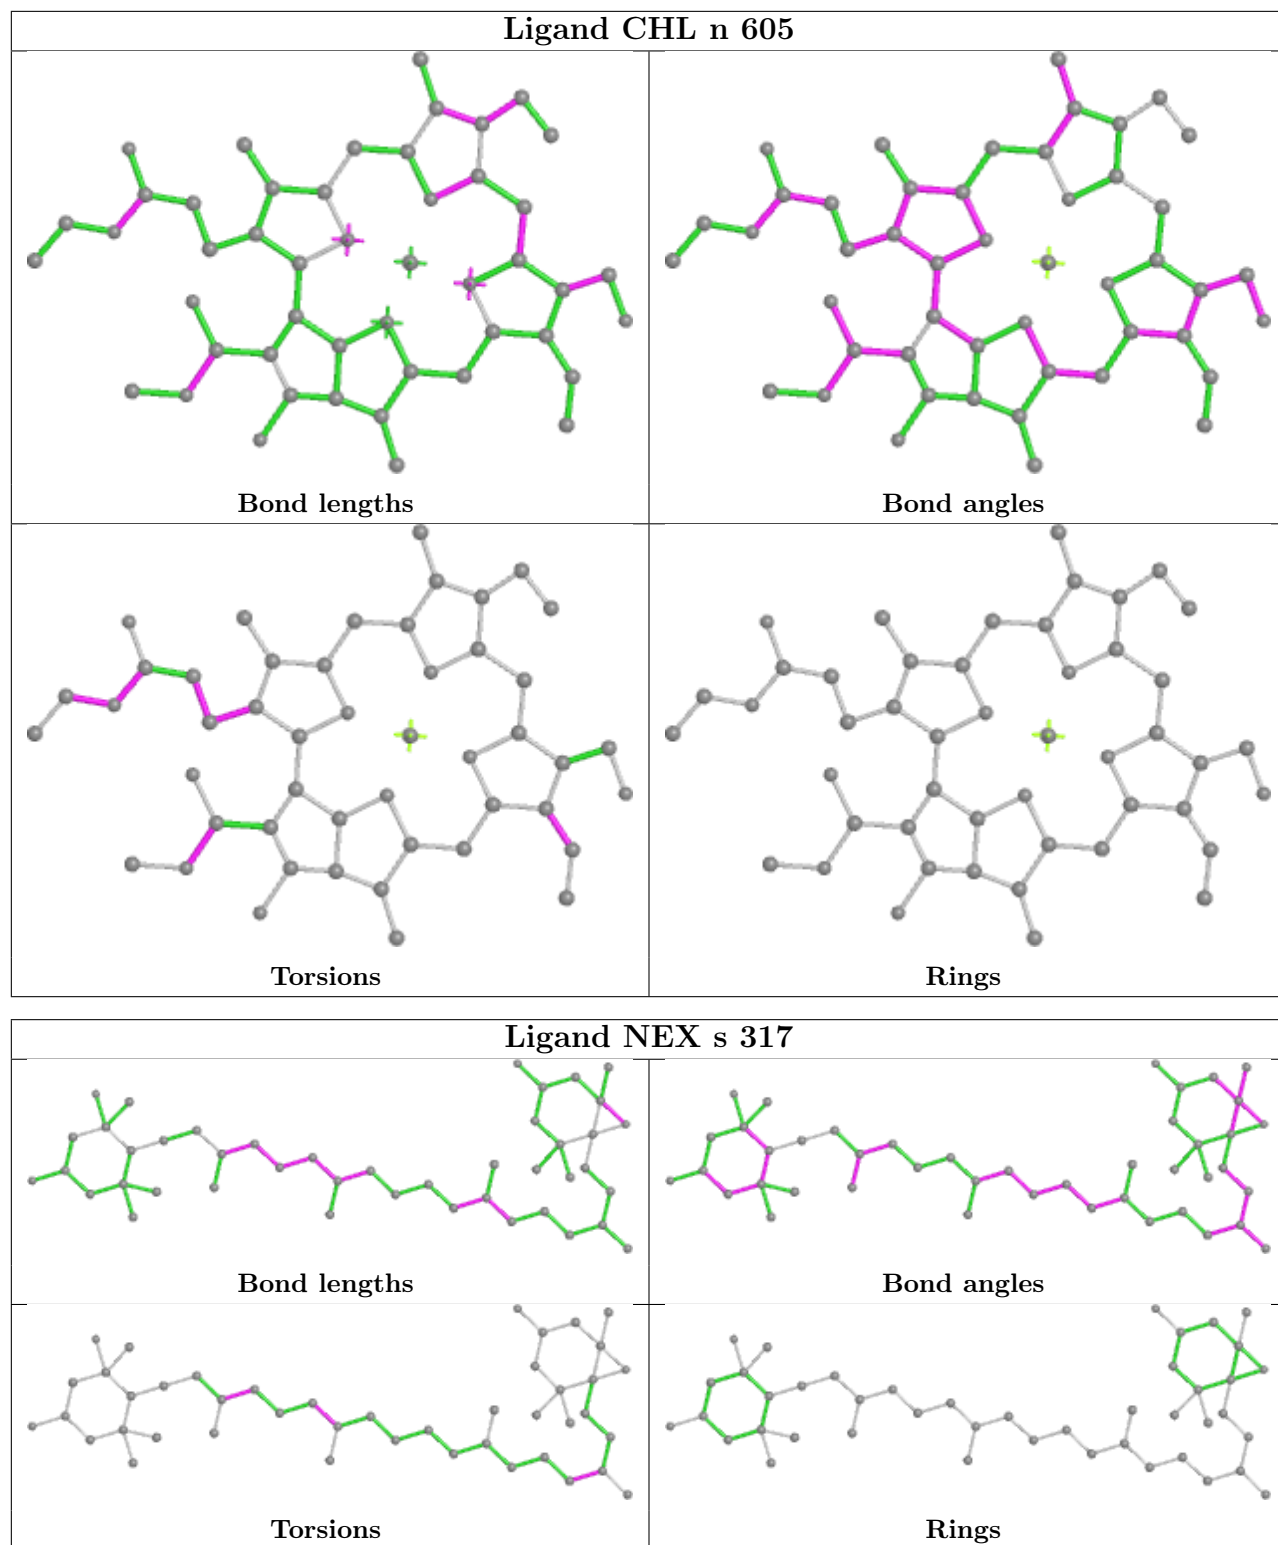 Ligand CHL n 605
Bond lengths
Bond angles
Torsions
Rings
Ligand NEX s 317
Bond lengths
Bond angles
Torsions
Rings